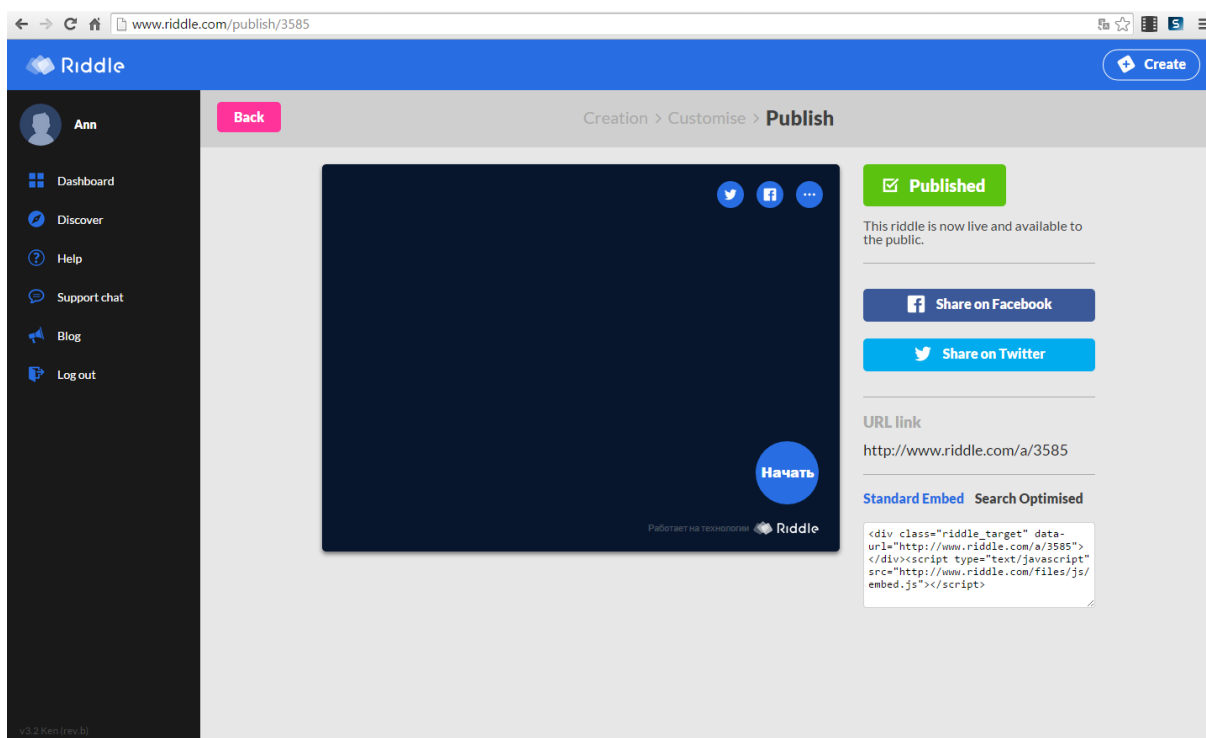 www.riddle.com/publish/3585
Riddle
Create
Ann
Dashboard
Discover
Help
Support chat
Blog
Log out
v3.2 Ken (rev.b)
Back
Creation > Customise > Publish
Начать
Работает на технологии Riddle
Published
This riddle is now live and available to
the public.
Share on Facebook
Share on Twitter
URL link
http://www.riddle.com/a/3585
Standard Embed Search Optimised
<div class="riddle_target" data-
url="http://www.riddle.com/a/3585">
</div><script type="text/javascript"
src="http://www.riddle.com/files/js/
embed.js"></script>